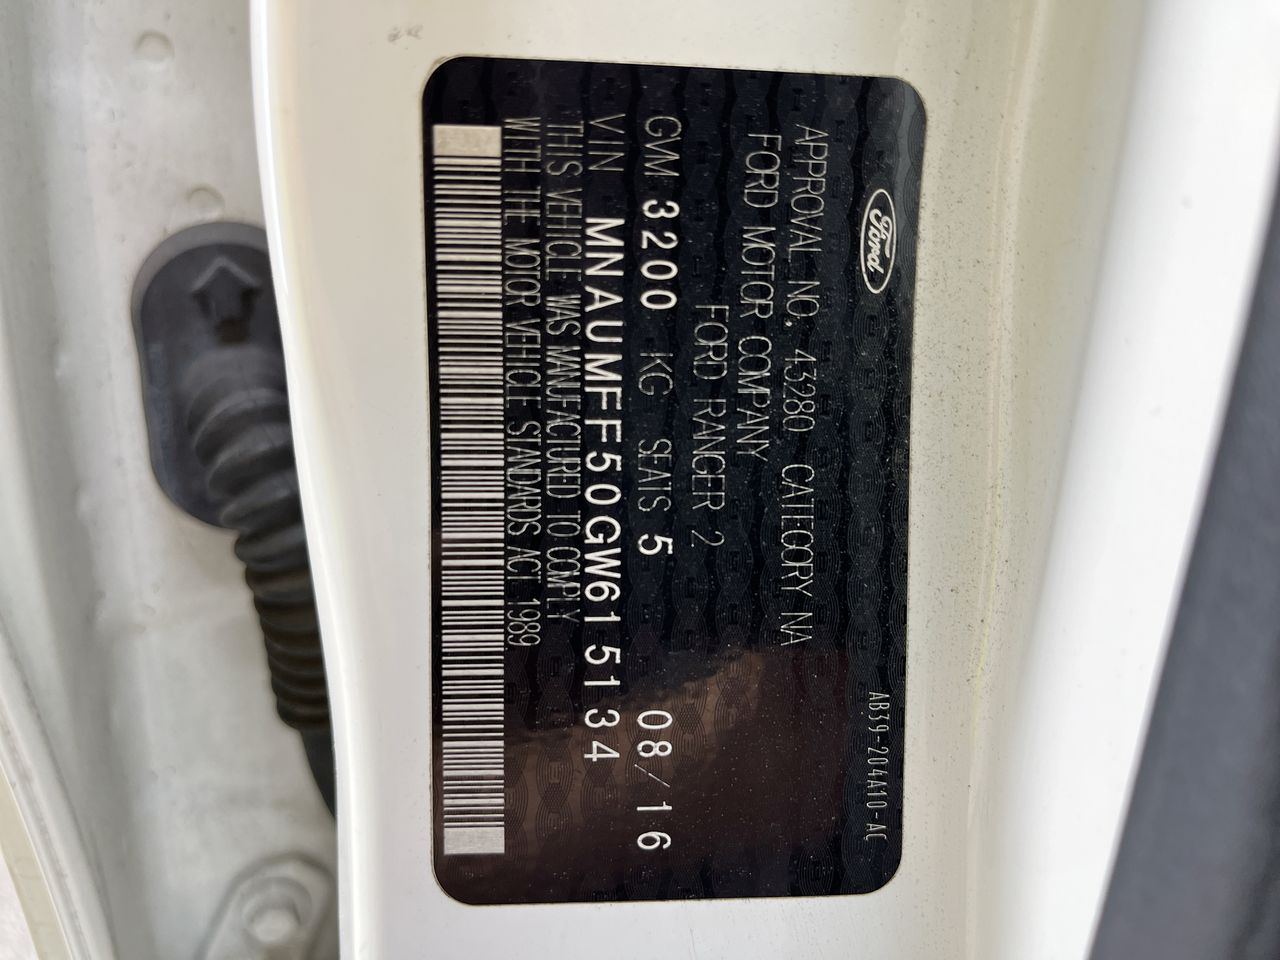 Ford
AB39-204A10-AC
APPROVAL NO. 43280 CATEGORY NA
FORD MOTOR COMPANY
FORD RANGER 2
GVM 3200 KG SEATS 5 08/16
VIN MNAUMFF50GW615134
THIS VEHICLE WAS MANUFACTURED TO COMPLY
WITH THE MOTOR VEHICLE STANDARDS ACT 1989.